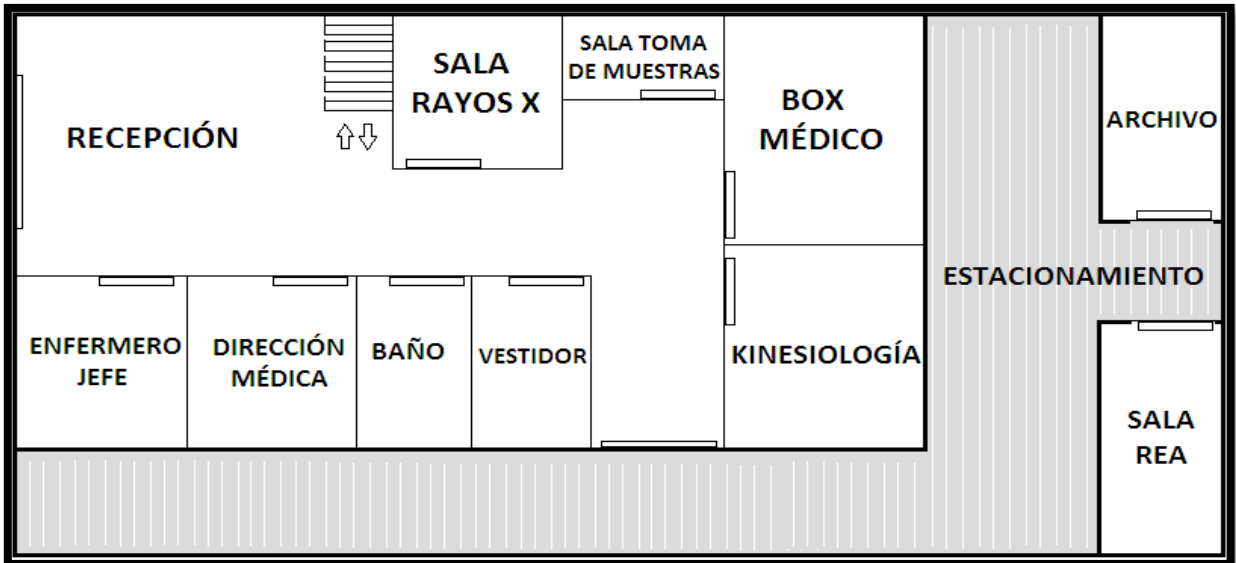 SALA
RAYOS X
SALA TOMA
DE MUESTRAS
BOX
MÉDICO
ARCHIVO
RECEPCIÓN
ESTACIONAMIENTO
ENFERMERO
JEFE
DIRECCIÓN
MÉDICA
BAÑO
VESTIDOR
KINESIOLOGÍA
SALA
REA